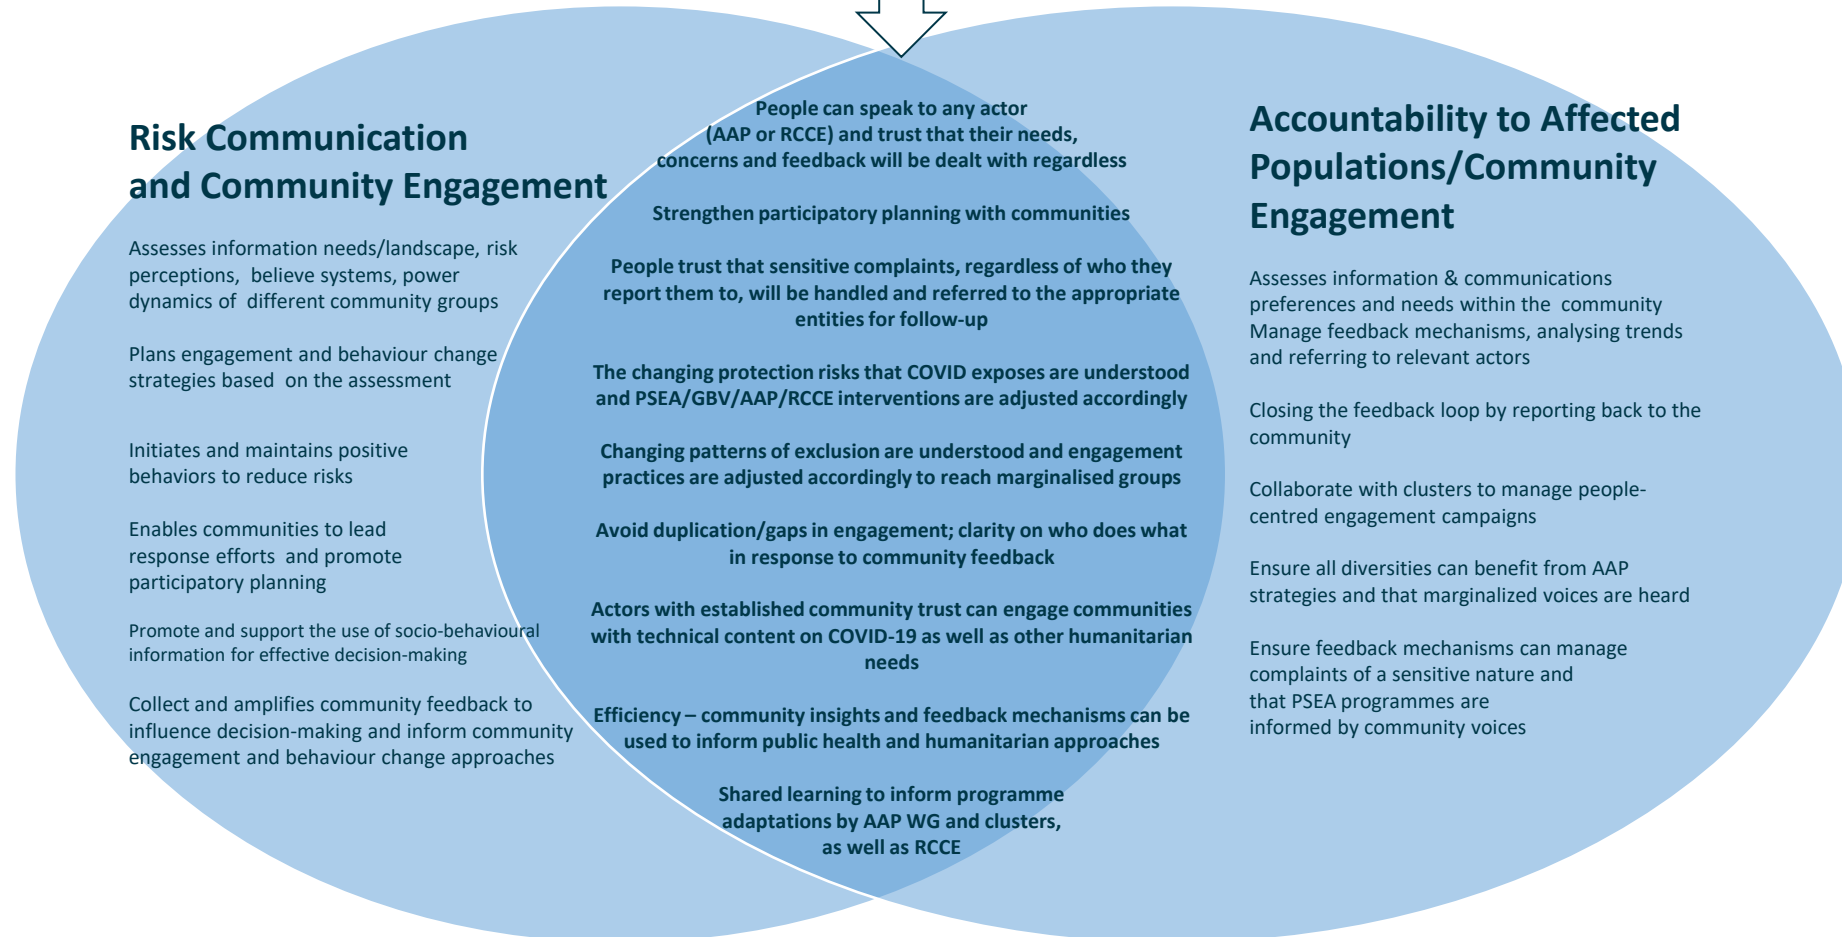 Risk Communication
and Community Engagement
Assesses information needs/landscape, risk
perceptions, believe systems, power
dynamics of different community groups
Plans engagement and behaviour change
strategies based on the assessment
Initiates and maintains positive
behaviors to reduce risks
Enables communities to lead
response efforts and promote
participatory planning
Promote and support the use of socio-behavioural
information for effective decision-making
Collect and amplifies community feedback to
influence decision-making and inform community
engagement and behaviour change approaches
People can speak to any actor
(AAP or RCCE) and trust that their needs,
concerns and feedback will be dealt with regardless
Strengthen participatory planning with communities
People trust that sensitive complaints, regardless of who they
report them to, will be handled and referred to the appropriate
entities for follow-up
The changing protection risks that COVID exposes are understood
and PSEA/GBV/AAP/RCCE interventions are adjusted accordingly
Changing patterns of exclusion are understood and engagement
practices are adjusted accordingly to reach marginalised groups
Avoid duplication/gaps in engagement; clarity on who does what
in response to community feedback
Actors with established community trust can engage communities
with technical content on COVID-19 as well as other humanitarian
needs
Efficiency – community insights and feedback mechanisms can be
used to inform public health and humanitarian approaches
Shared learning to inform programme
adaptations by AAP WG and clusters,
as well as RCCE
Accountability to Affected
Populations/Community
Engagement
Assesses information & communications
preferences and needs within the community
Manage feedback mechanisms, analysing trends
and referring to relevant actors
Closing the feedback loop by reporting back to the
community
Collaborate with clusters to manage people-
centred engagement campaigns
Ensure all diversities can benefit from AAP
strategies and that marginalized voices are heard
Ensure feedback mechanisms can manage
complaints of a sensitive nature and
that PSEA programmes are
informed by community voices